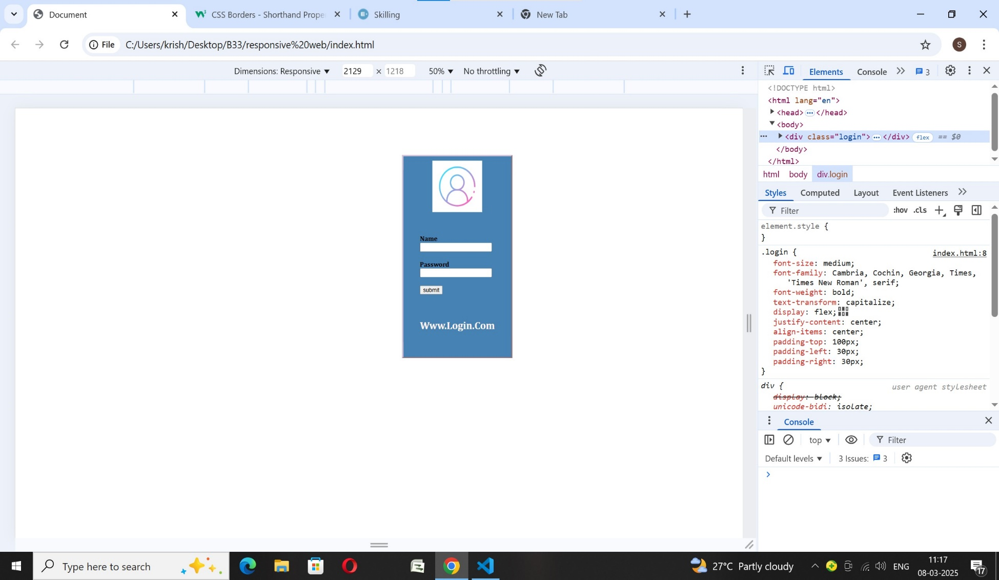 Document
CSS Borders - Shorthand Prope
Skilling
New Tab
File
C:/Users/krish/Desktop/B33/responsive%20web/index.html
S
Dimensions: Responsive
2129
×
1218
50%
No throttling
Elements
Console
3
<!DOCTYPE html>
<html lang="en">
<head>…</head>
<body>
<div class="login">…</div> flex == $0
</body>
</html>
html body div.login
Styles Computed Layout Event Listeners
Filter
:hov .cls
element.style {
}
.login {
index.html:8
font-size: medium;
font-family: Cambria, Cochin, Georgia, Times,
'Times New Roman', serif;
font-weight: bold;
text-transform: capitalize;
display: flex;
justify-content: center;
align-items: center;
padding-top: 100px;
padding-left: 30px;
padding-right: 30px;
}
div {
user agent stylesheet
display: block;
unicode-bidi: isolate;
Console
top
Filter
Default levels
3 Issues: 3
Name
Password
submit
Www.Login.Com
Type here to search
27°C Partly cloudy
ENG
11:17
08-03-2025
17